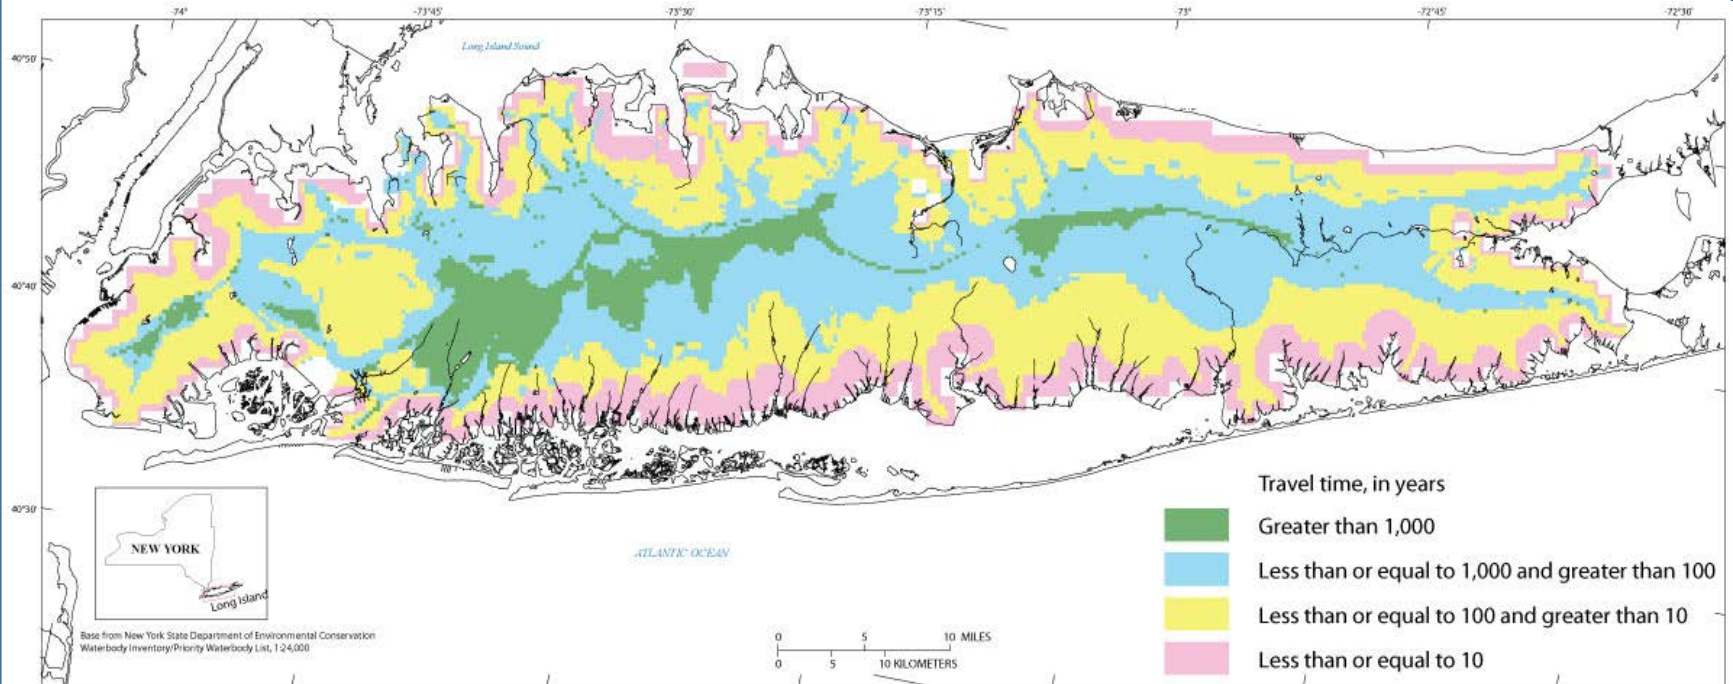 -74° -73°45' -73°30' -73°15' -73° -72°45' -72°30'
Long Island Sound
40°50'
40°40'
40°30'
NEW YORK
Long Island
ATLANTIC OCEAN
Base from New York State Department of Environmental Conservation
Waterbody Inventory/Priority Waterbody List, 1:24,000
0 5 10 MILES
0 5 10 KILOMETERS
Travel time, in years
Greater than 1,000
Less than or equal to 1,000 and greater than 100
Less than or equal to 100 and greater than 10
Less than or equal to 10